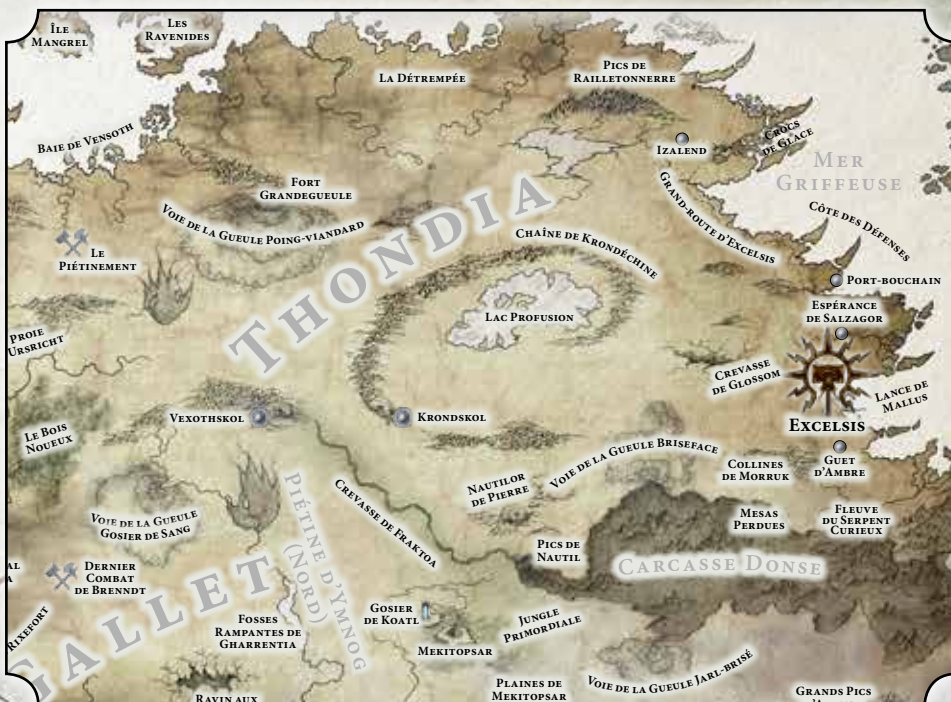 Île
Mangrel
Les
Ravenides
La Détrempée
Pics de
Railletonnerre
Baie de Vensoth
Izalend
Crocs
de Glace
Mer
Griffeuse
Fort
Grandegueule
Voie de la Gueule Poing-viandard
Grand-route d'Excelsis
Côte des Défenses
Le
Piétinement
Thondia
Chaîne de Krondéchine
Port-bouchain
Espérance
de Salzagor
Lac Profusion
Proie
Ursricht
Crevasse
de Glossom
Lance de
Mallus
Excelsis
Vexothskol
Krondskol
Le Bois
Noueux
Voie de la Gueule Briseface
Guet
d'Ambre
Collines
de Morruk
Nautilor
de Pierre
Voie de la Gueule
Gosier de Sang
Crevasse de Fraktoa
Piétine d'Ymnog
(Nord)
Mesas
Perdues
Fleuve
du Serpent
Curieux
Pics de
Nautil
Carcasse Donse
al
a
Dernier
Combat
de Brenndt
Rixefort
Gallet
Fosses
Rampantes de
Gharrentia
Gosier
de Koatl
Mekitopsar
Jungle
Primordiale
Voie de la Gueule Jarl-brisé
Plaines de
Mekitopsar
Ravin aux
Grands Pics